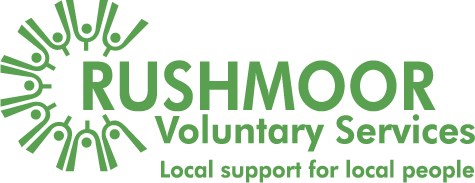 RUSHMOOR
Voluntary Services
Local support for local people